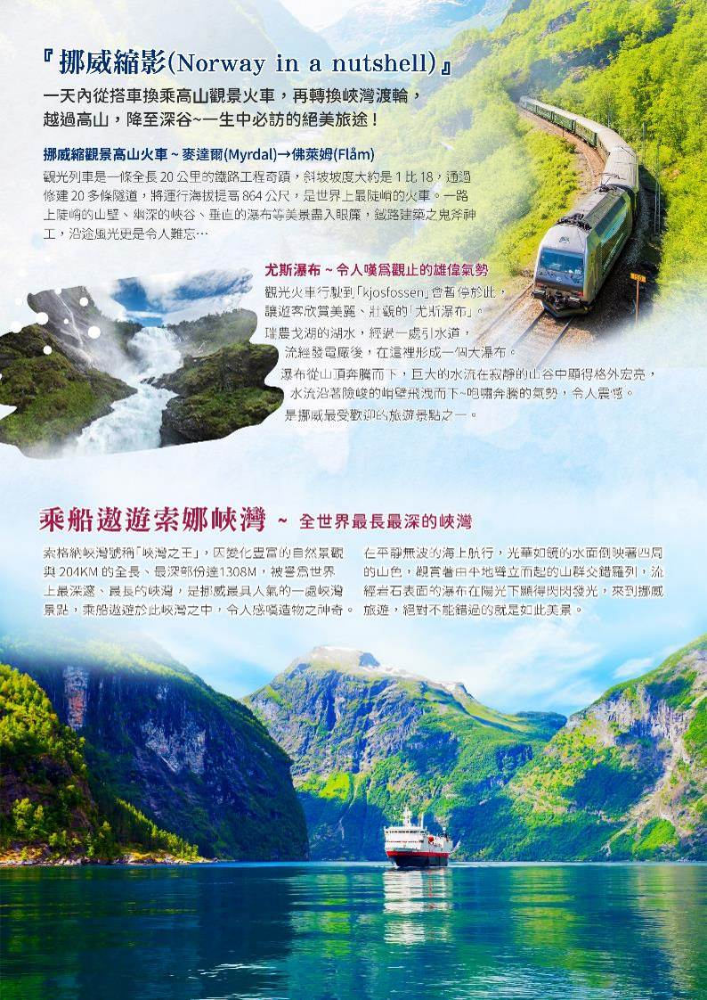 『挪威縮影(Norway in a nutshell)』
一天內從搭車換乘高山觀景火車，再轉換峽灣渡輪，
越過高山，降至深谷~一生中必訪的絕美旅途！
挪威縮觀景高山火車 ~ 麥達爾(Myrdal)→佛萊姆(Flåm)
觀光列車是一條全長 20 公里的鐵路工程奇蹟，斜坡坡度大約是 1 比 18，通過
修建 20 多條隧道，將運行海拔提高 864 公尺，是世界上最陡峭的火車。一路
上陡峭的山壁、幽深的峽谷、垂直的瀑布等美景盡入眼簾，鐵路建築之鬼斧神
工，沿途風光更是令人難忘…
尤斯瀑布 ~ 令人嘆為觀止的雄偉氣勢
觀光火車行駛到「kjosfossen」會暫停於此，
讓遊客欣賞美麗、壯觀的「尤斯瀑布」。
瑞農戈湖的湖水，經過一處引水道，
流經發電廠後，在這裡形成一個大瀑布。
瀑布從山頂奔騰而下，巨大的水流在寂靜的山谷中顯得格外宏亮，
水流沿著險峻的峭壁飛洩而下~咆嘯奔騰的氣勢，令人震感。
是挪威最受歡迎的旅遊景點之一。
乘船遨遊索娜峽灣 ~ 全世界最長最深的峽灣
索格納峽灣號稱「峽灣之王」，因變化豐富的自然景觀
與 204KM 的全長、最深部份達1308M，被譽為世界
上最深邃、最長的峽灣，是挪威最具人氣的一處峽灣
景點，乘船遨遊於此峽灣之中，令人感嘆造物之神奇。
在平靜無波的海上航行，光華如鏡的水面倒映著四周
的山色，觀賞著由平地聳立而起的山群交錯羅列，流
經岩石表面的瀑布在陽光下顯得閃閃發光，來到挪威
旅遊，絕對不能錯過的就是如此美景。